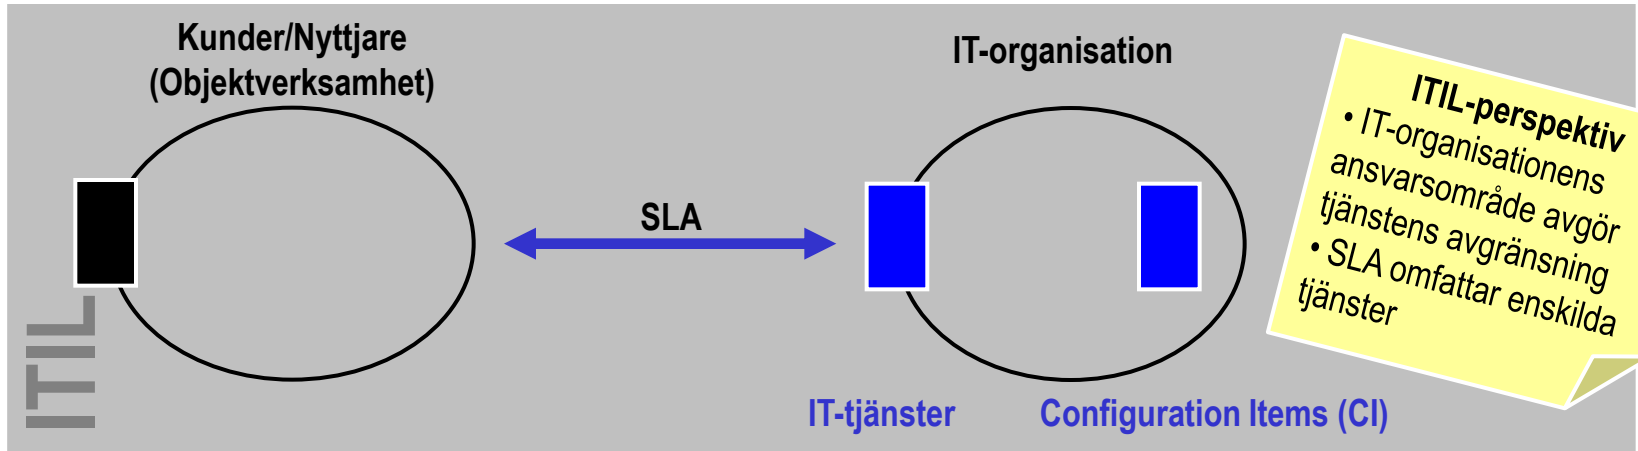 Kunder/Nyttjare
(Objektverksamhet)
IT-organisation
SLA
ITIL
IT-tjänster
Configuration Items (CI)
ITIL-perspektiv
• IT-organisationens
ansvarsområde avgör
tjänstens avgränsning
• SLA omfattar enskilda
tjänster